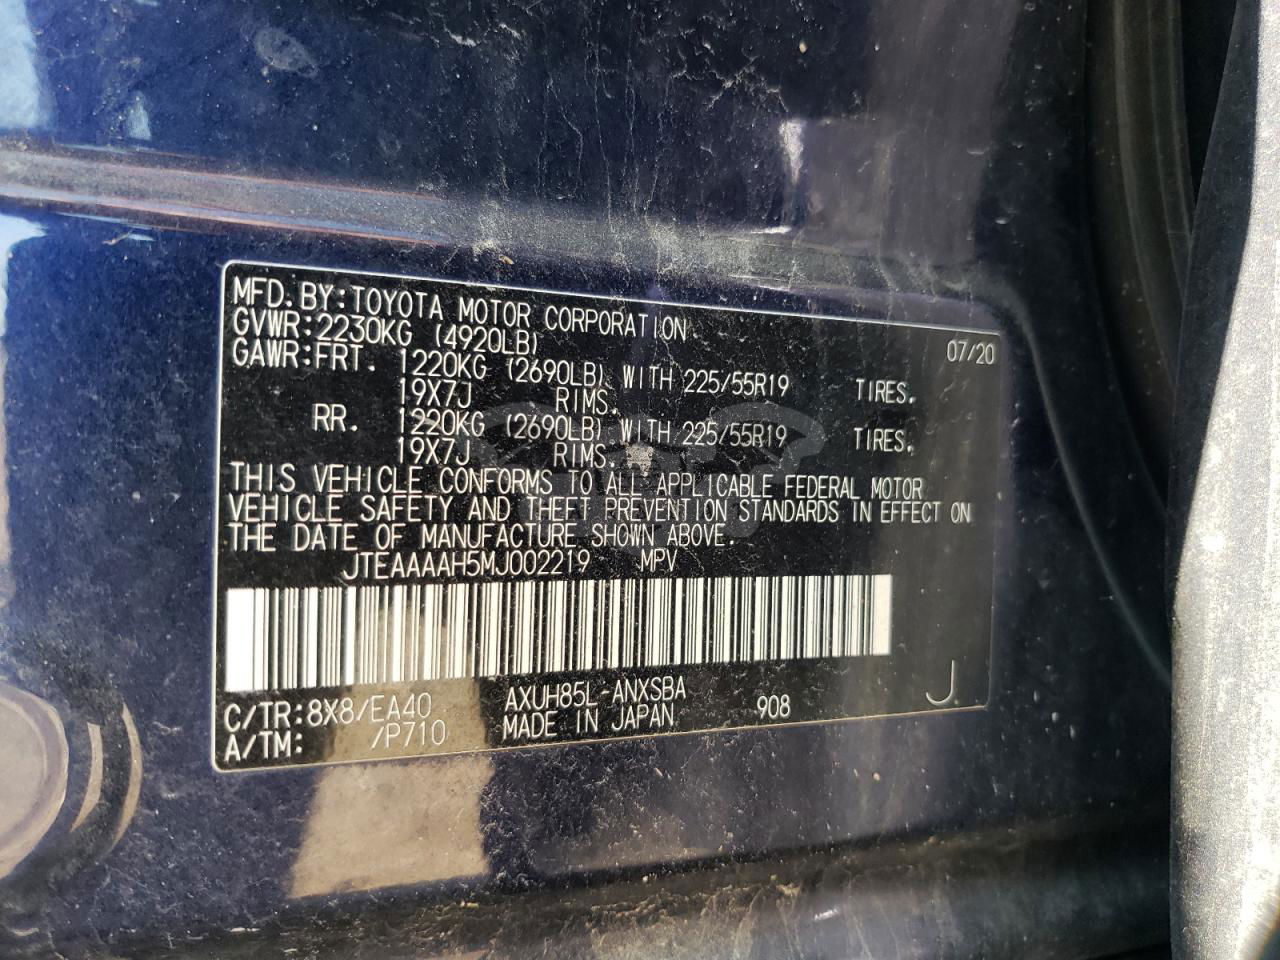 MFD.BY:TOYOTA MOTOR CORPORATION 07/20
GVWR:2230KG (4920LB)
GAWR:FRT. 1220KG (2690LB) WITH 225/55R19 TIRES.
19X7J RIMS.
RR. 1220KG (2690LB) WITH 225/55R19 TIRES.
19X7J RIMS.
THIS VEHICLE CONFORMS TO ALL APPLICABLE FEDERAL MOTOR
VEHICLE SAFETY AND THEFT PREVENTION STANDARDS IN EFFECT ON
THE DATE OF MANUFACTURE SHOWN ABOVE.
JTEAAAAH5MJ002219 MPV
C/TR:8X8/EA40 AXUH85L-ANXSBA 908 J.
A/TM: /P710 MADE IN JAPAN